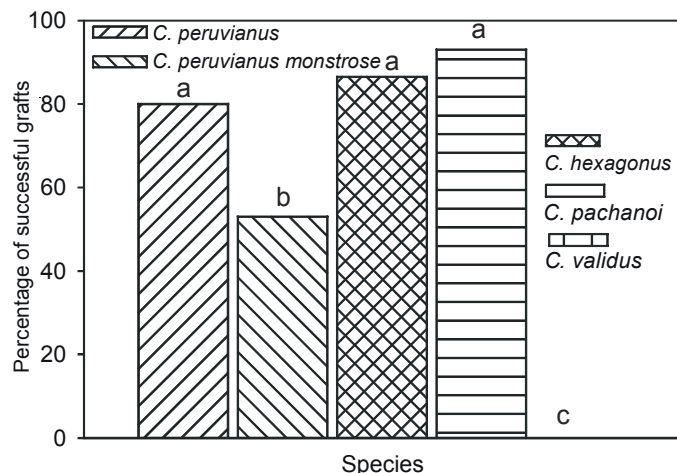 100
C. peruvianus
a
C. peruvianus monstrose
a
a
80
b
C. hexagonus
60
C. pachanoi
C. validus
40
20
c
0
Percentage of successful grafts
Species